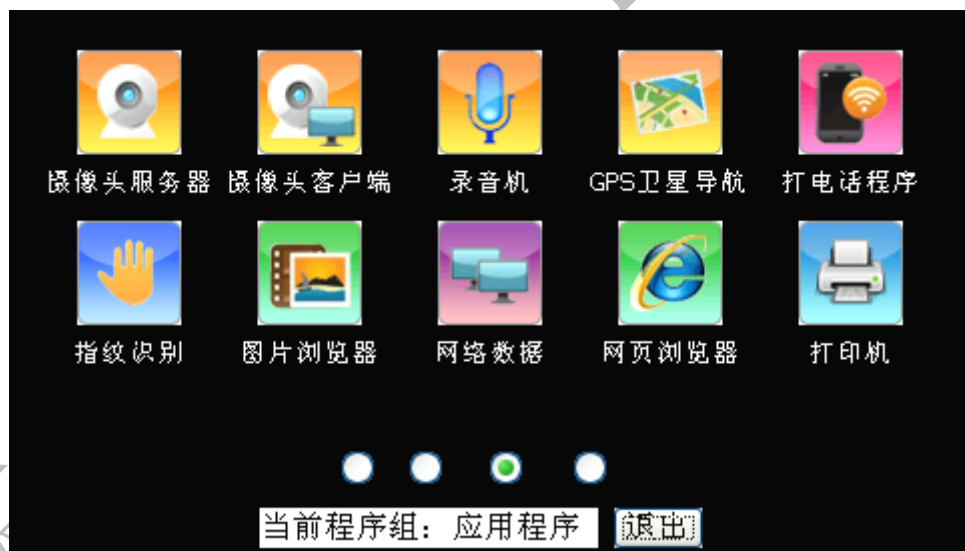 摄像头服务器 摄像头客户端 录音机 GPS卫星导航 打电话程序
指纹识别 图片浏览器 网络数据 网页浏览器 打印机
当前程序组： 应用程序 退出